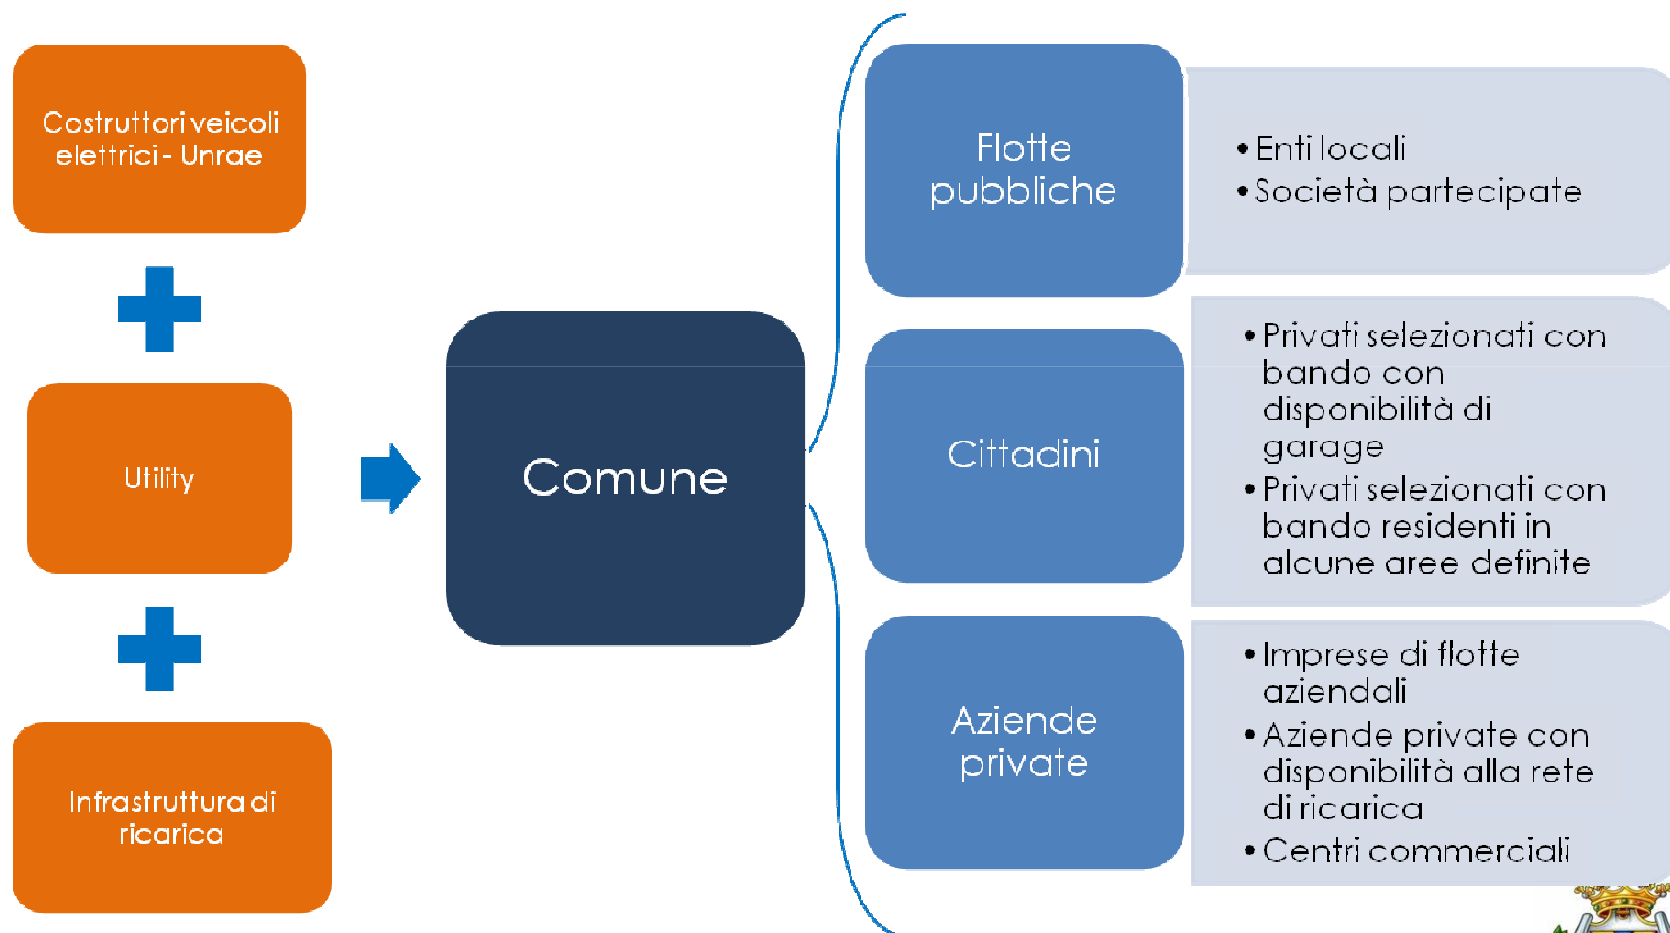 Costruttori veicoli
elettrici - Unrae
Utility
Infrastruttura di
ricarica
Comune
Flotte
pubbliche
• Enti locali
• Società partecipate
Cittadini
• Privati selezionati con
bando con
disponibilità di
garage
• Privati selezionati con
bando residenti in
alcune aree definite
Aziende
private
• Imprese di flotte
aziendali
• Aziende private con
disponibilità alla rete
di ricarica
• Centri commerciali